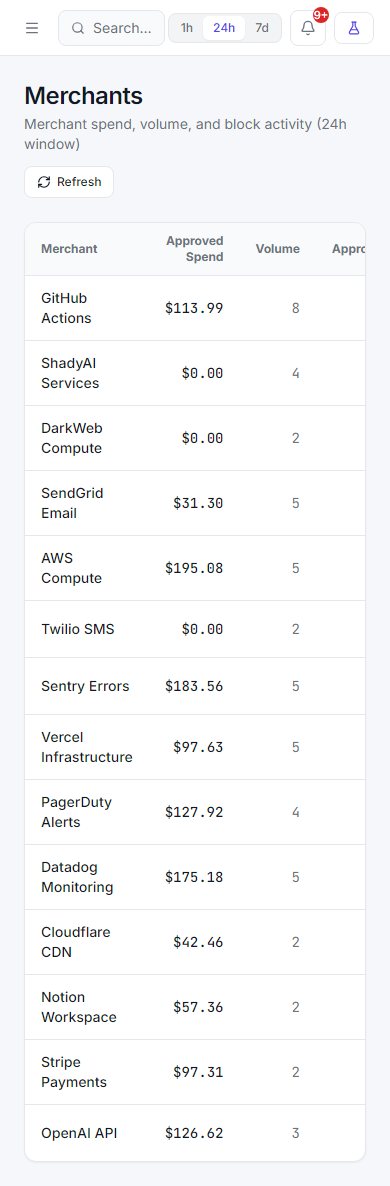 Search...
1h 24h 7d
9+
Merchants
Merchant spend, volume, and block activity (24h
window)
Refresh
Merchant Approved Spend Volume Appro
GitHub Actions $113.99 8
ShadyAI Services $0.00 4
DarkWeb Compute $0.00 2
SendGrid Email $31.30 5
AWS Compute $195.08 5
Twilio SMS $0.00 2
Sentry Errors $183.56 5
Vercel Infrastructure $97.63 5
PagerDuty Alerts $127.92 4
Datadog Monitoring $175.18 5
Cloudflare CDN $42.46 2
Notion Workspace $57.36 2
Stripe Payments $97.31 2
OpenAI API $126.62 3